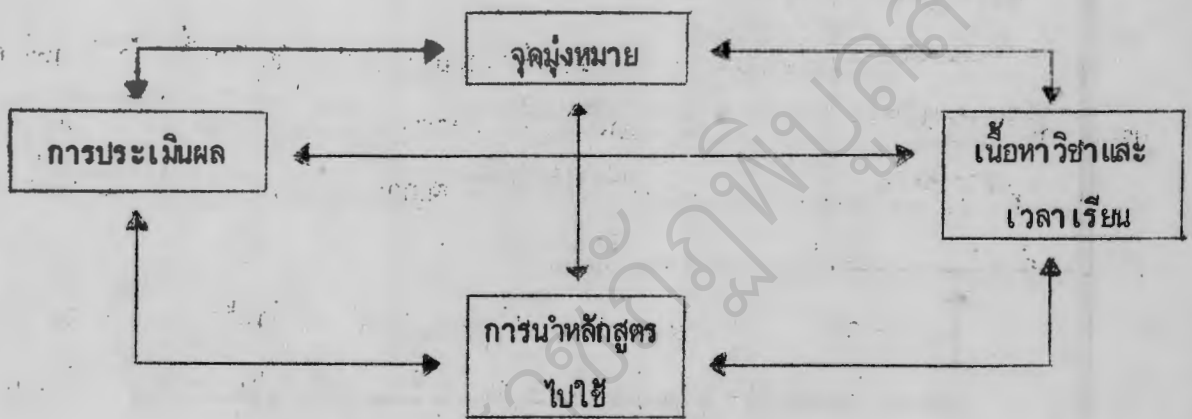 จุดมุ่งหมาย
การประเมินผล
เนื้อหาวิชาและ
เวลาเรียน
การนำหลักสูตร
ไปใช้